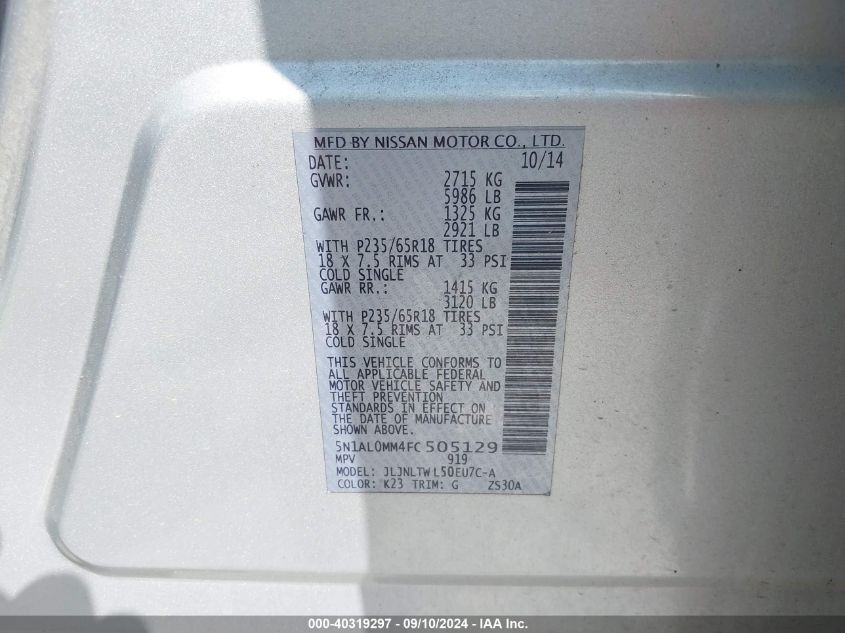 MFD BY NISSAN MOTOR CO., LTD.
DATE: 10/14
GVWR: 2715 KG
5986 LB
GAWR FR.: 1325 KG
2921 LB
WITH P235/65R18 TIRES
18 X 7.5 RIMS AT 33 PSI
COLD SINGLE
GAWR RR.: 1415 KG
3120 LB
WITH P235/65R18 TIRES
18 X 7.5 RIMS AT 33 PSI
COLD SINGLE
THIS VEHICLE CONFORMS TO
ALL APPLICABLE FEDERAL
MOTOR VEHICLE SAFETY AND
THEFT PREVENTION
STANDARDS IN EFFECT ON
THE DATE OF MANUFACTURE
SHOWN ABOVE.
5N1AL0MM4FC505129
MPV 919
MODEL: JLJNLTWL50EU7C-A
COLOR: K23 TRIM: G ZS30A
000-40319297 - 09/10/2024 - IAA Inc.